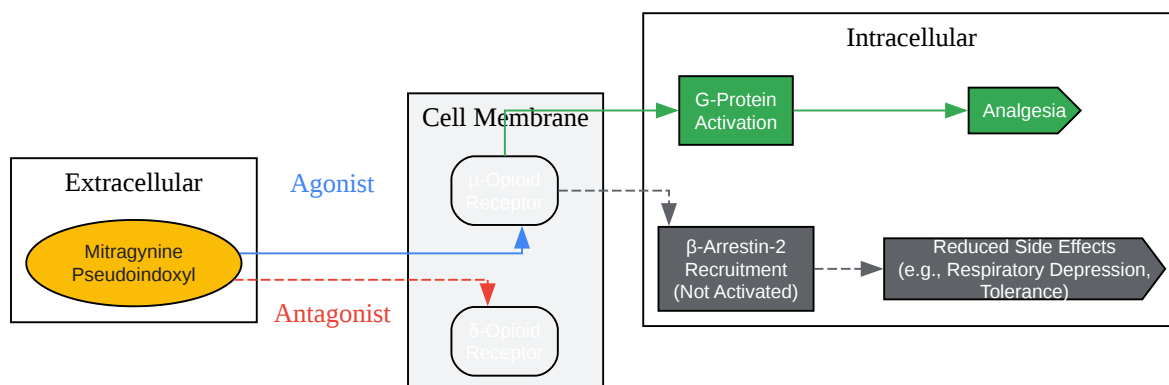 Extracellular
Mitragynine
Pseudoindoxyl
Agonist
Antagonist
Cell Membrane
μ-Opioid
Receptor
δ-Opioid
Receptor
Intracellular
G-Protein
Activation
Analgesia
β-Arrestin-2
Recruitment
(Not Activated)
Reduced Side Effects
(e.g., Respiratory Depression,
Tolerance)